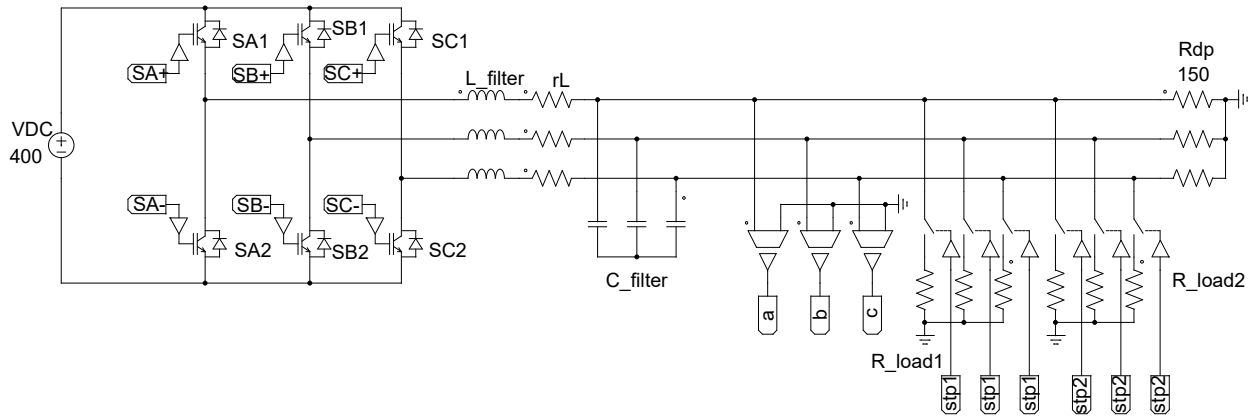 SA1
SB1
SC1
SA+
SB+
SC+
L_filter
rL
Rdp
150
VDC
400
SA-
SB-
SC-
SA2
SB2
SC2
C_filter
a
b
c
R_load1
R_load2
stp1
stp1
stp1
stp2
stp2
stp2